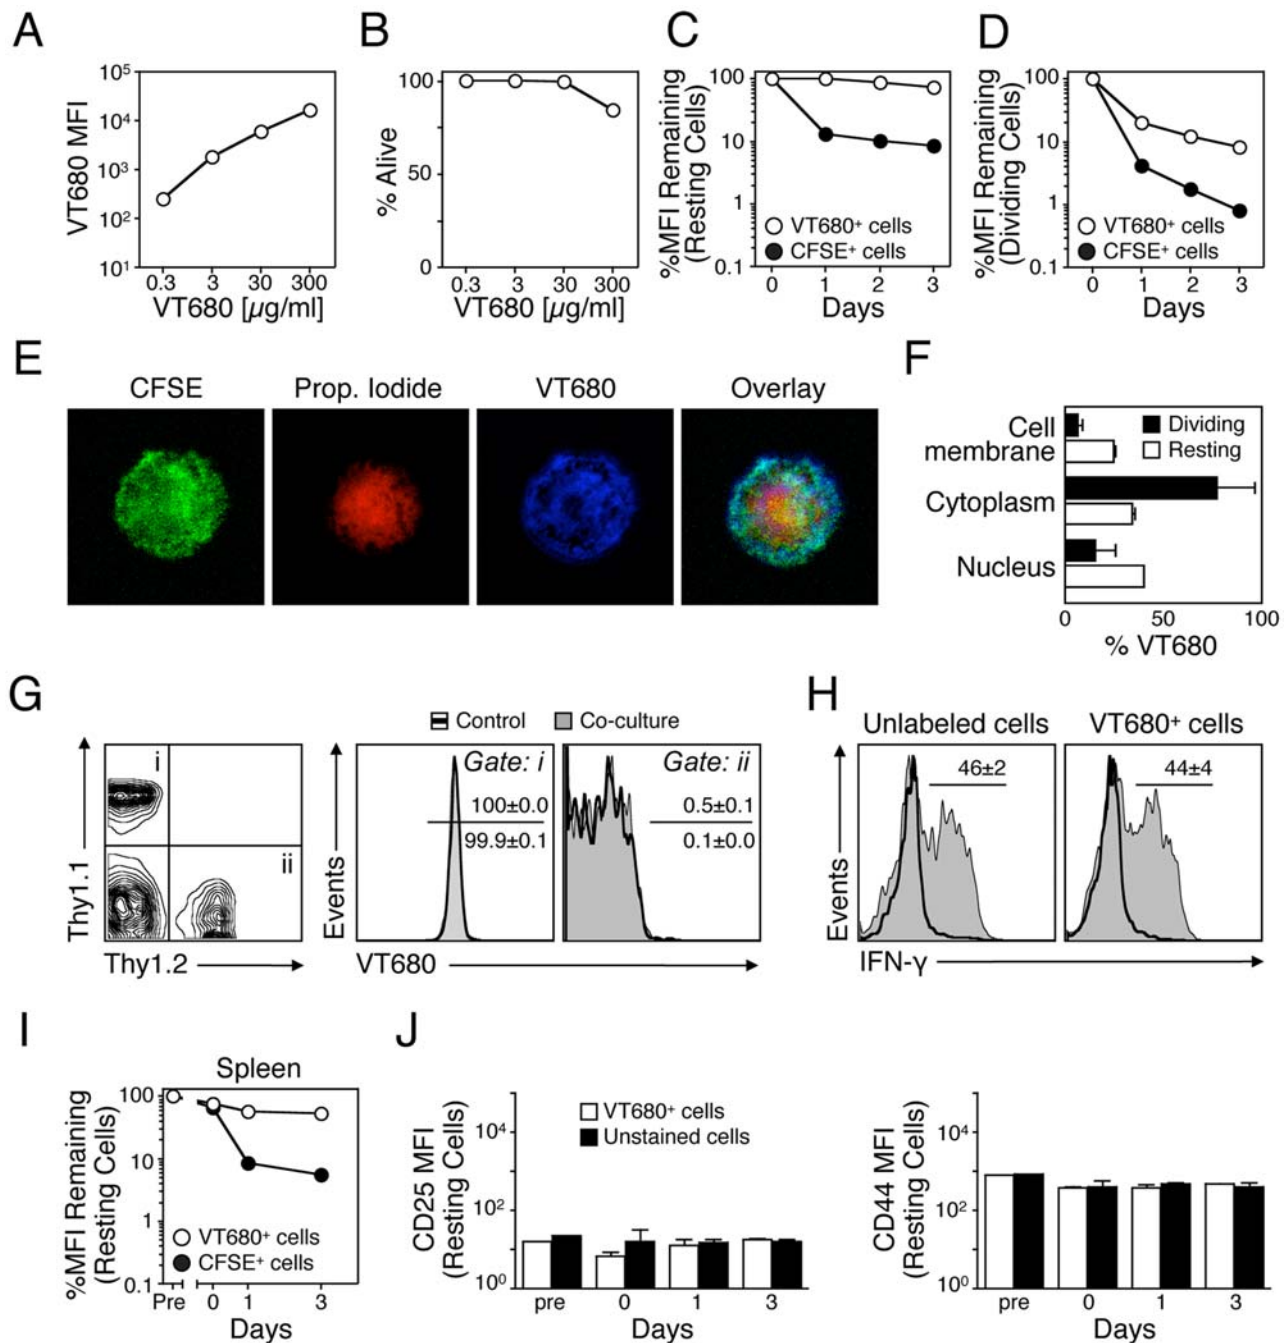 A
VT680 MFI
10⁵
10⁴
10³
10²
10¹
0.3 3 30 300
VT680 [µg/ml]
B
% Alive
100
50
0
0.3 3 30 300
VT680 [µg/ml]
C
%MFI Remaining
(Resting Cells)
100
10
1
0.1
VT680⁺ cells
CFSE⁺ cells
0 1 2 3
Days
D
%MFI Remaining
(Dividing Cells)
100
10
1
0.1
VT680⁺ cells
CFSE⁺ cells
0 1 2 3
Days
E
CFSE
Prop. Iodide
VT680
Overlay
F
Cell
membrane
Cytoplasm
Nucleus
Dividing
Resting
0 50 100
% VT680
G
Thy1.1
i
ii
Thy1.2
Control
Co-culture
Events
Gate: i
100±0.0
99.9±0.1
Gate: ii
0.5±0.1
0.1±0.0
VT680
H
Unlabeled cells
VT680⁺ cells
Events
46±2
44±4
IFN-γ
I
Spleen
%MFI Remaining
(Resting Cells)
100
10
1
0.1
VT680⁺ cells
CFSE⁺ cells
Pre 0 1 3
Days
J
CD25 MFI
(Resting Cells)
10⁴
10²
10⁰
VT680⁺ cells
Unstained cells
pre 0 1 3
Days
CD44 MFI
(Resting Cells)
10⁴
10²
10⁰
pre 0 1 3
Days